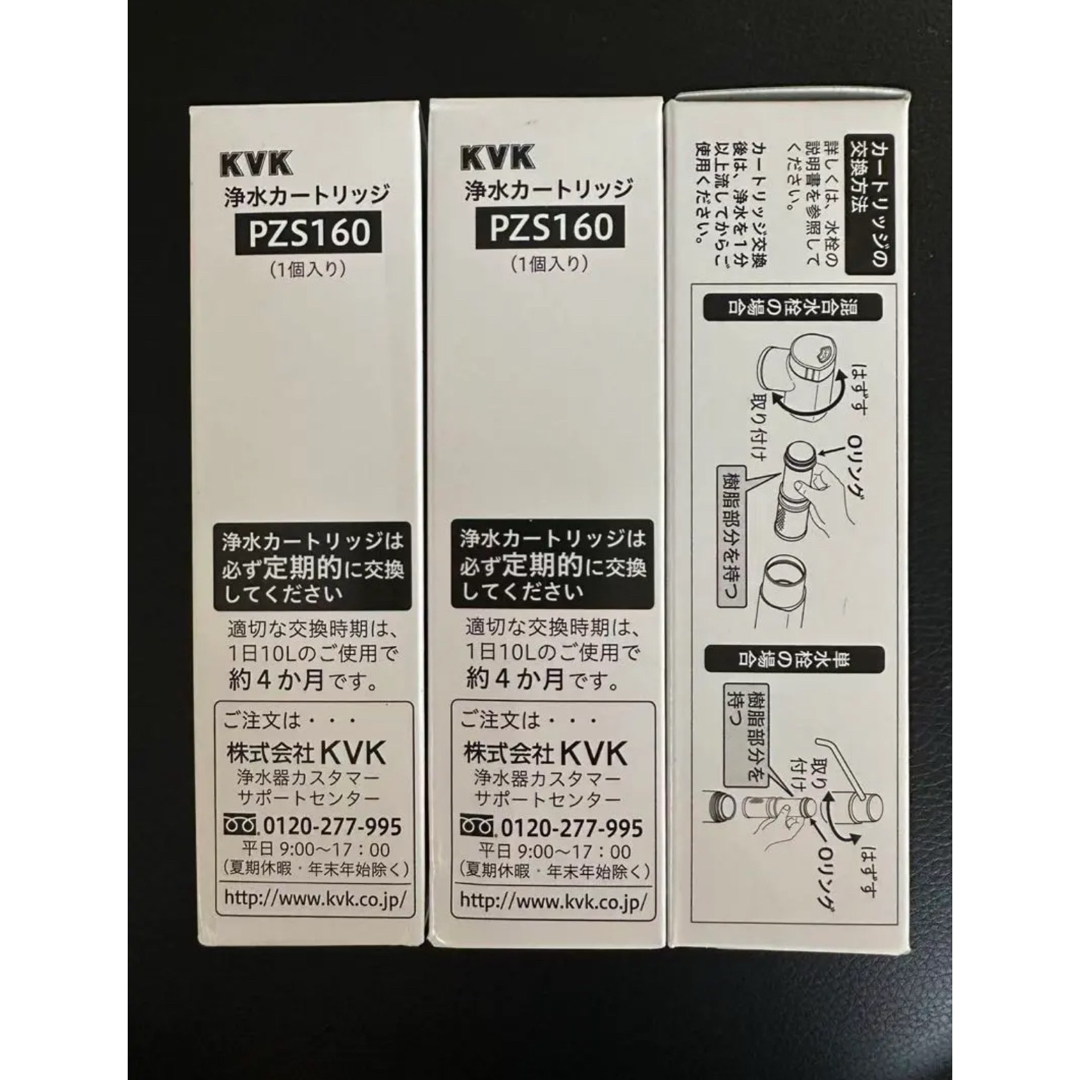 KVK
浄水カートリッジ
PZS160
(1個入り)
浄水カートリッジは
必ず定期的に交換
してください
適切な交換時期は、
1日10Lのご使用で
約4か月です。
ご注文は・・・
株式会社KVK
浄水器カスタマー
サポートセンター
0120-277-995
平日 9:00～17：00
(夏期休暇・年末年始除く)
http://www.kvk.co.jp/
KVK
浄水カートリッジ
PZS160
(1個入り)
浄水カートリッジは
必ず定期的に交換
してください
適切な交換時期は、
1日10Lのご使用で
約4か月です。
ご注文は・・・
株式会社KVK
浄水器カスタマー
サポートセンター
0120-277-995
平日 9:00～17：00
(夏期休暇・年末年始除く)
http://www.kvk.co.jp/
カートリッジの
交換方法
詳しくは、水栓の
説明書を参照して
ください。
カートリッジ交換
後は、浄水を1分
以上流してからご
使用ください。
混合水栓の場合
はずす
取り付け
Oリング
樹脂部分を持つ
単水栓の場合
樹脂部分を
持つ
取り
付け
はずす
Oリング